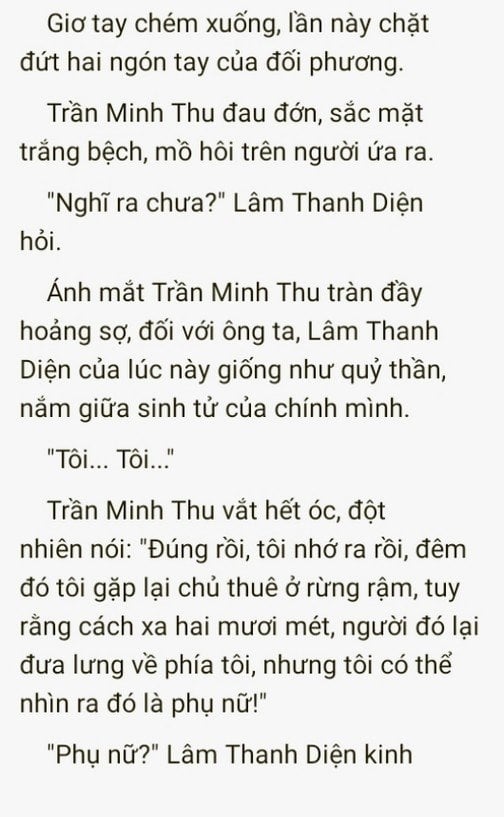 Giơ tay chém xuống, lần này chặt
đứt hai ngón tay của đối phương.
Trần Minh Thu đau đớn, sắc mặt
trắng bệch, mồ hôi trên người ứa ra.
"Nghĩ ra chưa?" Lâm Thanh Diện
hỏi.
Ánh mắt Trần Minh Thu tràn đầy
hoảng sợ, đối với ông ta, Lâm Thanh
Diện của lúc này giống như quỷ thần,
nắm giữa sinh tử của chính mình.
"Tôi... Tôi..."
Trần Minh Thu vắt hết óc, đột
nhiên nói: "Đúng rồi, tôi nhớ ra rồi, đêm
đó tôi gặp lại chủ thuê ở rừng rậm, tuy
rằng cách xa hai mươi mét, người đó lại
đưa lưng về phía tôi, nhưng tôi có thể
nhìn ra đó là phụ nữ!"
"Phụ nữ?" Lâm Thanh Diện kinh